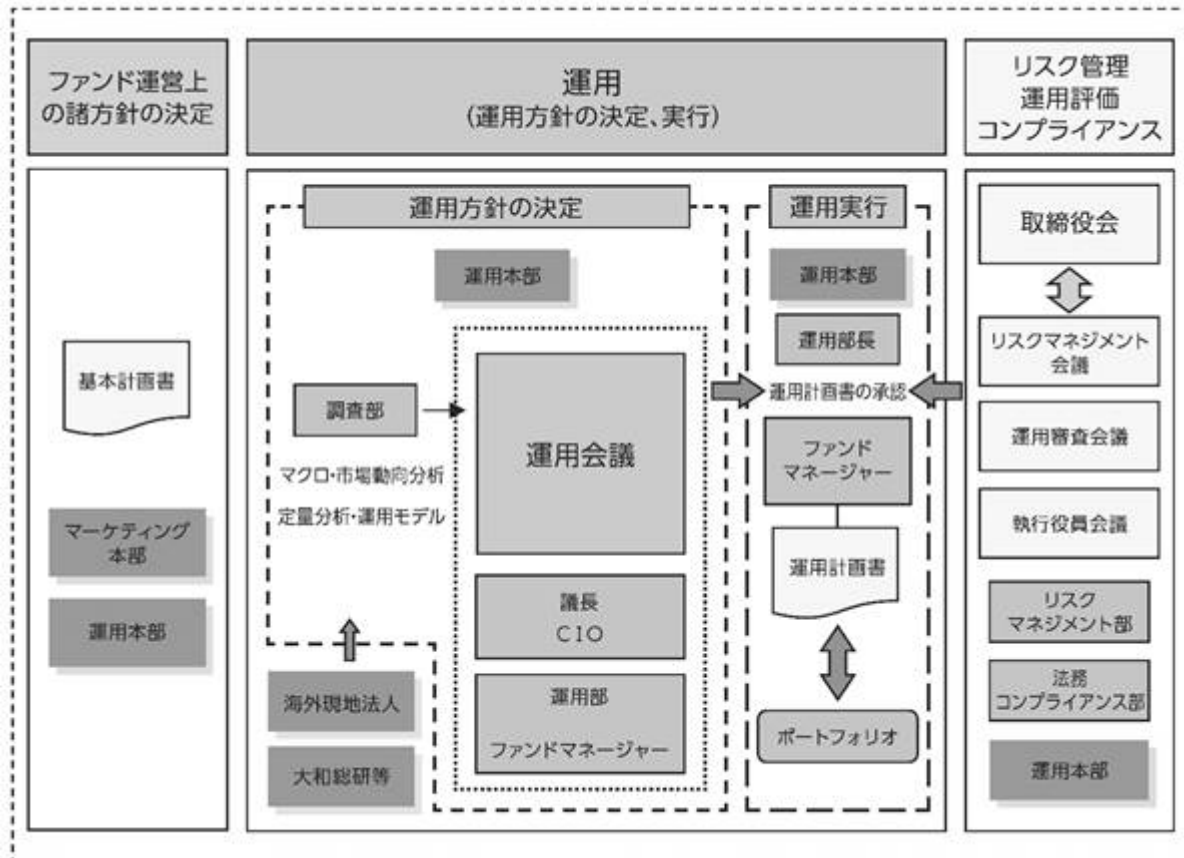 ファンド運営上
の諸方針の決定
運用
(運用方針の決定、実行)
リスク管理
運用評価
コンプライアンス
基本計画書
マーケティング
本部
運用本部
運用方針の決定
運用本部
調査部
マクロ・市場動向分析
定量分析・運用モデル
運用会議
議長
CIO
運用部
ファンドマネージャー
海外現地法人
大和総研等
運用実行
運用本部
運用部長
運用計画書の承認
ファンド
マネージャー
運用計画書
ポートフォリオ
取締役会
リスクマネジメント
会議
運用審査会議
執行役員会議
リスク
マネジメント部
法務
コンプライアンス部
運用本部